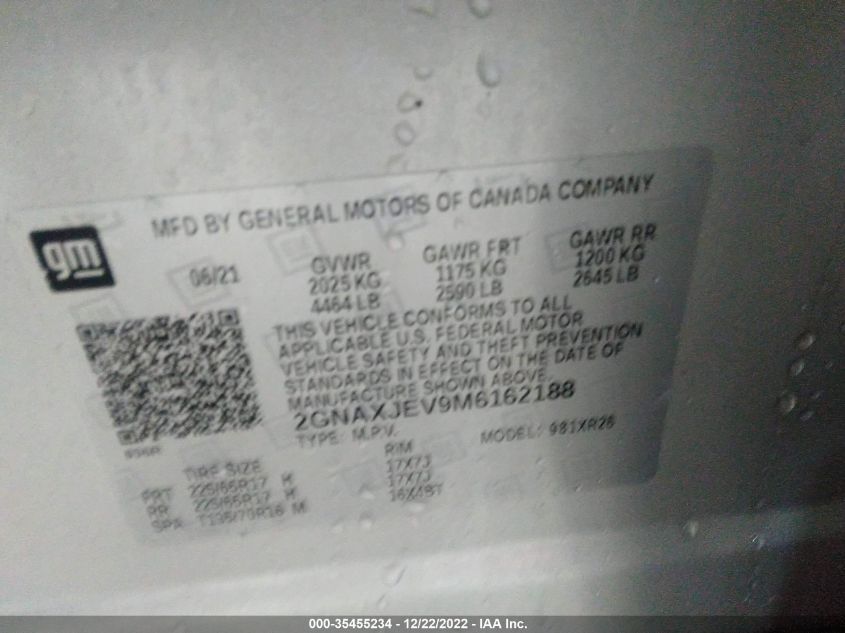 MFD BY GENERAL MOTORS OF CANADA COMPANY
gm
06/21
GVWR
2025 KG
4464 LB
GAWR FRT
1175 KG
2590 LB
GAWR RR
1200 KG
2645 LB
THIS VEHICLE CONFORMS TO ALL
APPLICABLE U.S. FEDERAL MOTOR
VEHICLE SAFETY AND THEFT PREVENTION
STANDARDS IN EFFECT ON THE DATE OF
MANUFACTURE SHOWN ABOVE.
2GNAXJEV9M6162188
TYPE: M.P.V. MODEL: 981XR26
TIRE SIZE RIM
FRT 225/65R17 H 17X7J
RR 225/65R17 H 17X7J
SPA T135/70R16 M 16X4BT
000-35455234 - 12/22/2022 - IAA Inc.